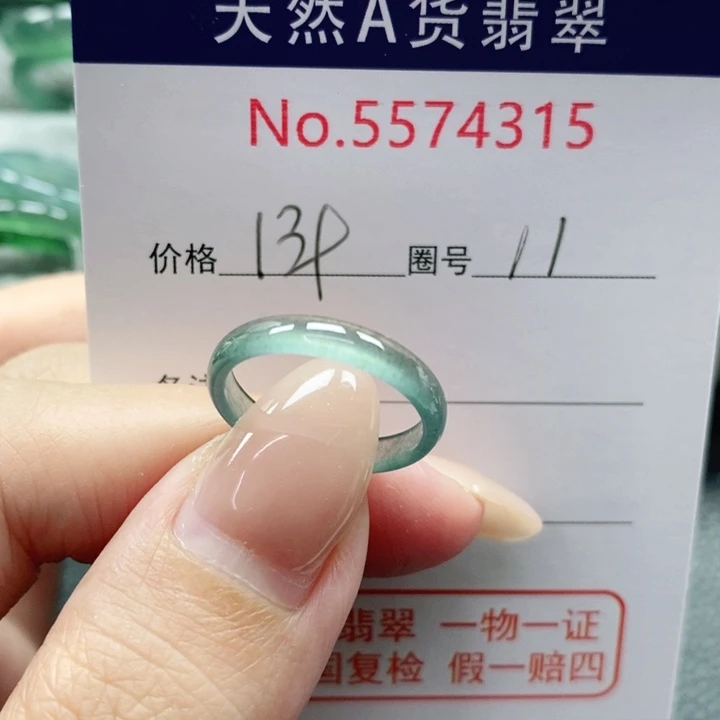 天然A货翡翠
No.5574315
价格 圈号 11
翡翠 一物一证
国复检 假一赔四